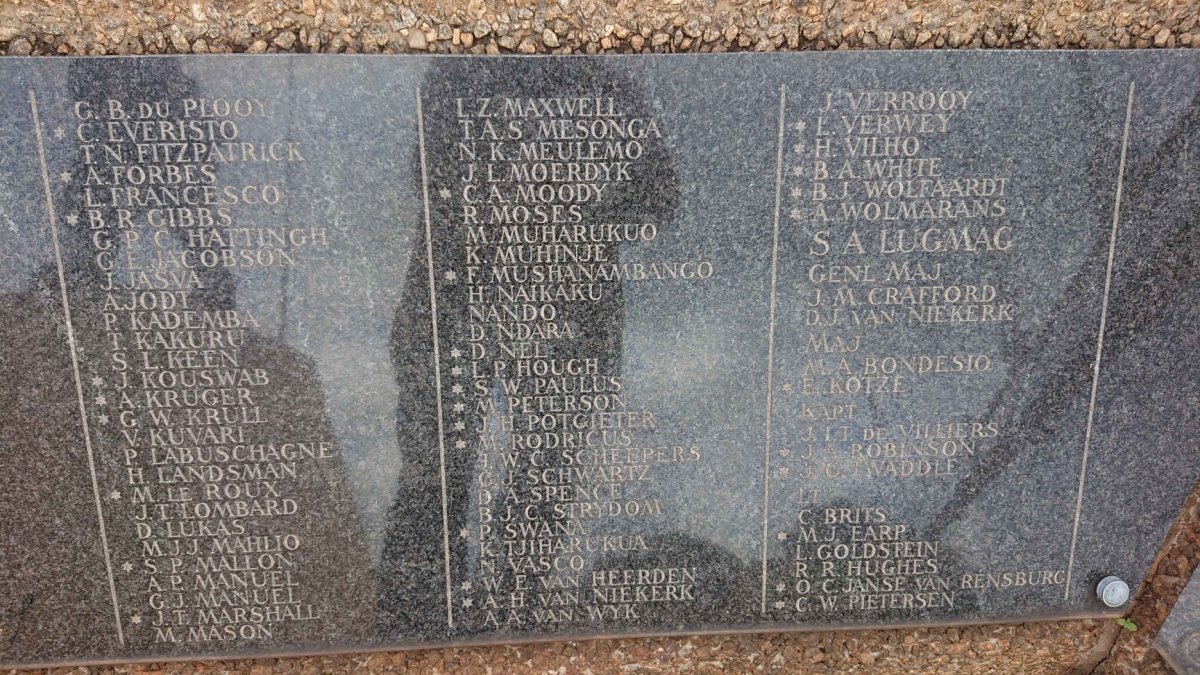 G. B. DU PLOOY
* C. EVERISTO
T. N. FITZPATRICK
* A. FORBES
L. FRANCESCO
* B. R. GIBBS
G. P. C. HATTINGH
G. E. JACOBSON
J. JASVA
A. JODT
P. KADEMBA
T. KAKURU
S. L. KEEN
* J. KOUSWAB
* A. KRUGER
* G. W. KRULL
V. KUVARI
P. LABUSCHAGNE
H. LANDSMAN
* M. LE ROUX
J. T. LOMBARD
D. LUKAS
M. J. J. MAHLIO
* S. P. MALLON
A. P. MANUEL
G. J. MANUEL
* J. T. MARSHALL
M. MASON
L. Z. MAXWELL
T. A. S. MESONGA
N. K. MEULEMO
J. L. MOERDYK
* C. A. MOODY
R. MOSES
M. MUHARUKUO
K. MUHINJE
* F. MUSHANAMBANGO
H. NAIKAKU
NANDO
D. NDARA
* D. NEL
* L. P. HOUGH
* S. W. PAULUS
* M. PETERSON
* J. H. POTGIETER
* M. RODRICUS
J. W. C. SCHEEPERS
C. J. SCHWARTZ
D. A. SPENCE
B. J. C. STRYDOM
* P. SWANA
K. TJIHARUKUA
N. VASCO
* W. E. VAN HEERDEN
* A. H. VAN NIEKERK
A. A. VAN WYK
J. VERROOY
* L. VERWEY
* H. VILHO
* B. A. WHITE
* B. J. WOLFAARDT
* A. WOLMARANS
S A LUGMAG
GENL MAJ
J. M. CRAFFORD
D. J. VAN NIEKERK
MAJ
M. A. BONDESIO
* E. KOTZE
KAPT
J. I. T. DE VILLIERS
* J. A. ROBINSON
* J. G. TWADDLE
LT
C. BRITS
* M. J. EARP
L. GOLDSTEIN
R. R. HUGHES
* O. C. JANSE VAN RENSBURG
* C. W. PIETERSEN